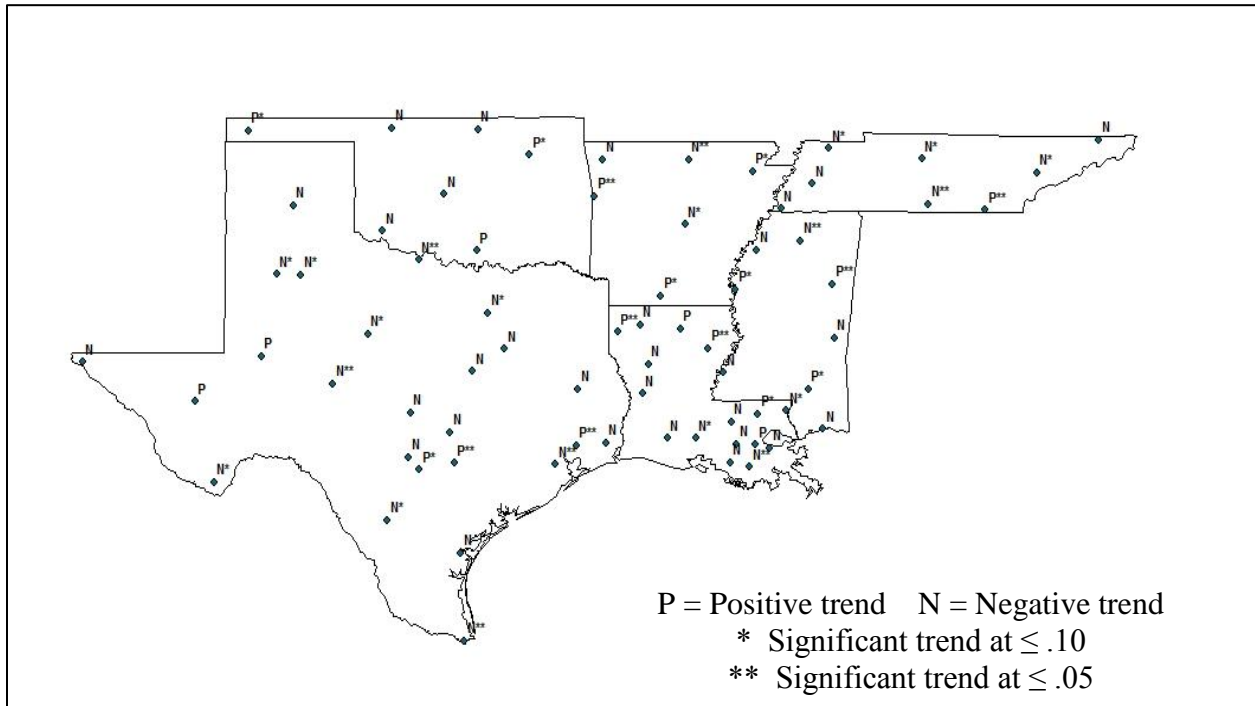 P*
N
N
P*
N
N**
P*
P**
N*
N
N*
N*
N**
P**
N
N*
N
N
N
N
N
N**
P
N
N**
P**
N*
N*
P*
P*
N*
N*
P**
N
P
P**
N
N
P
N
N
N**
N
N
N
P*
P
N
N
N
P*
N*
N
N
N
P*
P**
P**
N
N**
N
N*
N
P
N
N
N
N**
N*
N*
N
N**
P = Positive trend N = Negative trend
* Significant trend at ≤ .10
** Significant trend at ≤ .05